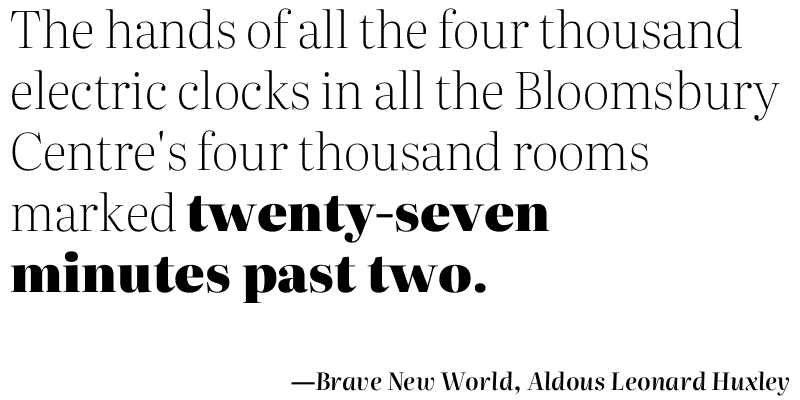 The hands of all the four thousand
electric clocks in all the Bloomsbury
Centre's four thousand rooms
marked twenty-seven
minutes past two.
—Brave New World, Aldous Leonard Huxley